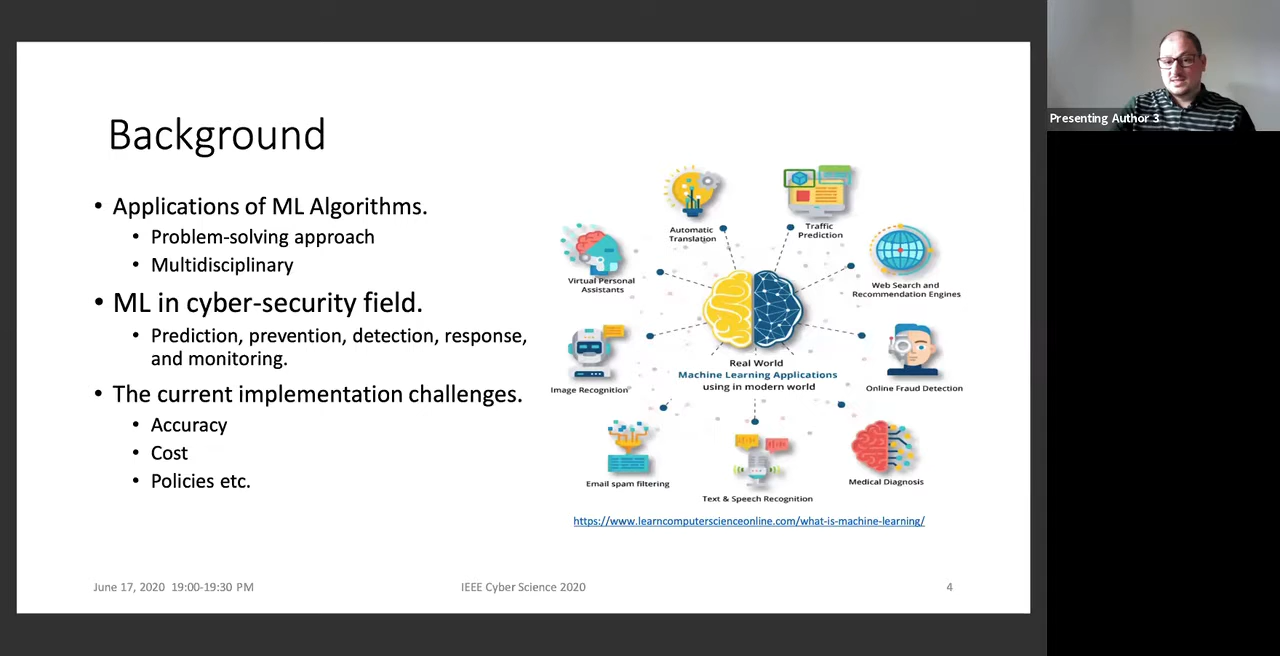 Background
• Applications of ML Algorithms.
• Problem-solving approach
• Multidisciplinary
• ML in cyber-security field.
• Prediction, prevention, detection, response,
and monitoring.
• The current implementation challenges.
• Accuracy
• Cost
• Policies etc.
Automatic
Translation
Traffic
Prediction
Virtual Personal
Assistants
Web Search and
Recommendation Engines
Real World
Machine Learning Applications
using in modern world
Image Recognition
Online Fraud Detection
Email spam filtering
Text & Speech Recognition
Medical Diagnosis
https://www.learncomputerscienceonline.com/what-is-machine-learning/
June 17, 2020 19:00-19:30 PM
IEEE Cyber Science 2020
4
Presenting Author 3